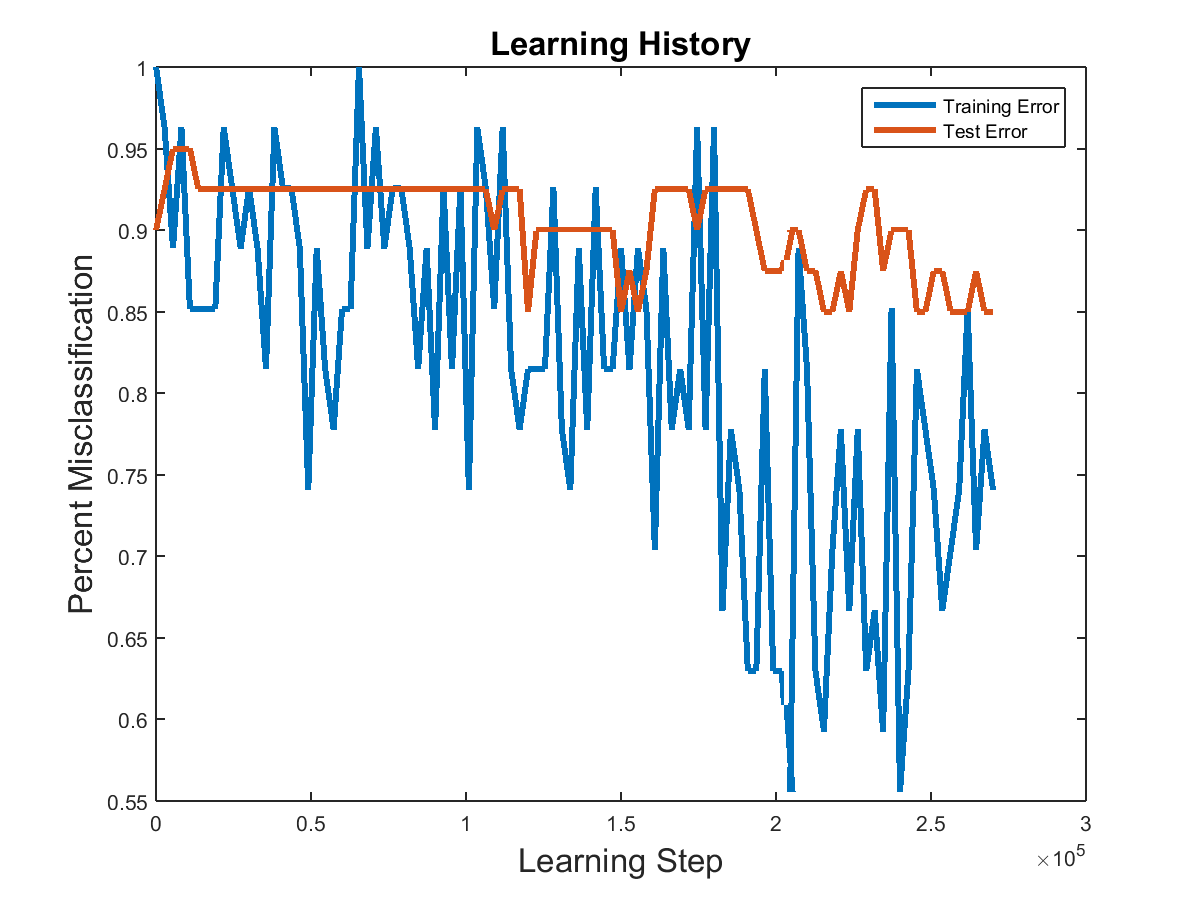 Learning History
1
0.95
0.9
0.85
0.8
0.75
0.7
0.65
0.6
0.55
Percent Misclassification
Training Error
Test Error
0 0.5 1 1.5 2 2.5 3
×10^5
Learning Step